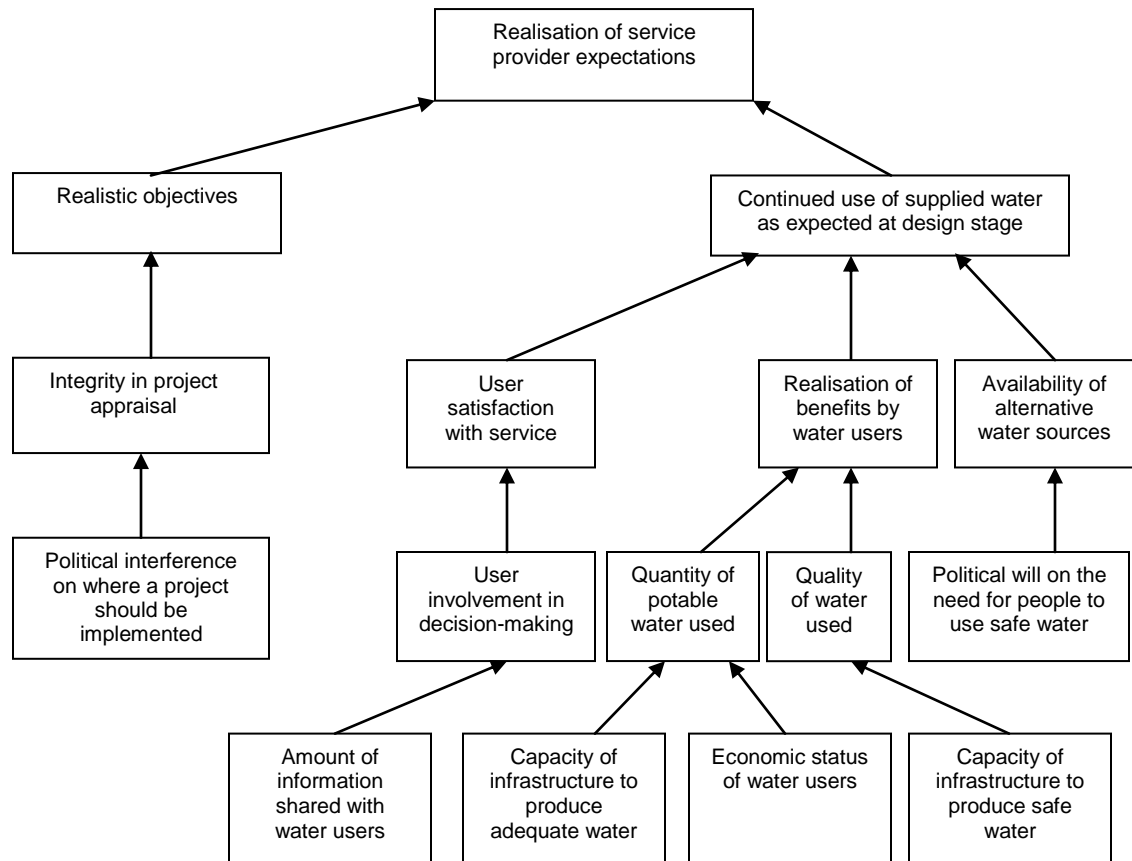 Realisation of service
provider expectations
Realistic objectives
Continued use of supplied water
as expected at design stage
Integrity in project
appraisal
User
satisfaction
with service
Realisation of
benefits by
water users
Availability of
alternative
water sources
Political interference
on where a project
should be
implemented
User
involvement in
decision-making
Quantity of
potable
water used
Quality
of water
used
Political will on the
need for people to
use safe water
Amount of
information
shared with
water users
Capacity of
infrastructure to
produce
adequate water
Economic status
of water users
Capacity of
infrastructure to
produce safe
water